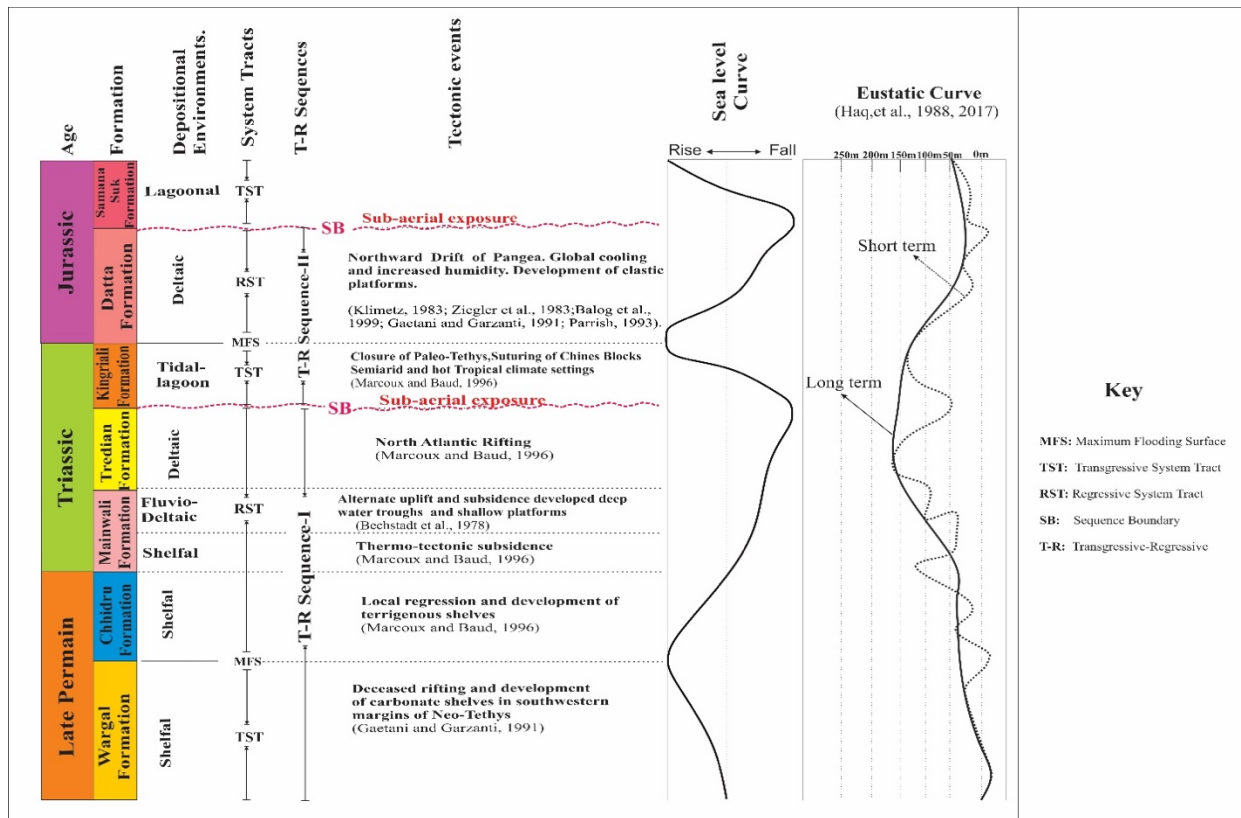 Age
Formation
Depositional
Environments.
System Tracts
T-R Seqences
Tectonic events
Sea level
Curve
Rise
Fall
Eustatic Curve
(Haq,et al., 1988, 2017)
250m 200m 150m 100m 50m 0m
Jurassic
Samana
Suk
Formation
Lagoonal
TST
SB
Sub-aerial exposure
Datta
Formation
Deltaic
RST
T-R Sequence-II
Northward Drift of Pangea. Global cooling
and increased humidity. Development of clastic
platforms.
(Klimetz, 1983; Ziegler et al., 1983;Balog et al.,
1999; Gaetani and Garzanti, 1991; Parrish, 1993).
Short term
MFS
Triassic
Kingriali
Formation
Tidal-
lagoon
TST
Closure of Paleo-Tethys,Suturing of Chines Blocks
Semiarid and hot Tropical climate settings
(Marcoux and Baud, 1996)
Long term
SB
Sub-aerial exposure
Tredian
Formation
Deltaic
North Atlantic Rifting
(Marcoux and Baud, 1996)
Mainwali
Formation
Fluvio-
Deltaic
RST
Alternate uplift and subsidence developed deep
water troughs and shallow platforms
(Bechstadt et al., 1978)
Shelfal
Thermo-tectonic subsidence
(Marcoux and Baud, 1996)
T-R Sequence-I
Late Permain
Chhidru
Formation
Shelfal
Local regression and development of
terrigenous shelves
(Marcoux and Baud, 1996)
MFS
Wargal
Formation
Shelfal
TST
Deceased rifting and development
of carbonate shelves in southwestern
margins of Neo-Tethys
(Gaetani and Garzanti, 1991)
Key
MFS: Maximum Flooding Surface
TST: Transgressive System Tract
RST: Regressive System Tract
SB: Sequence Boundary
T-R: Transgressive-Regressive